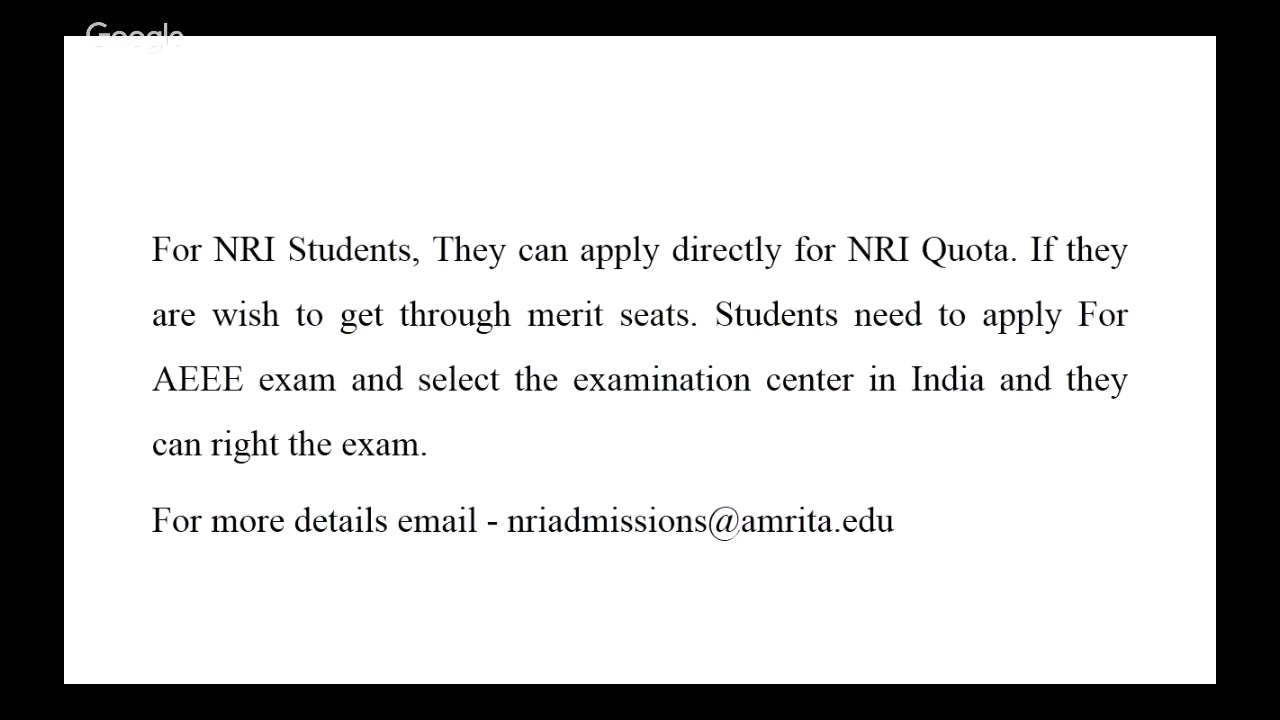 Google
For NRI Students, They can apply directly for NRI Quota. If they
are wish to get through merit seats. Students need to apply For
AEEE exam and select the examination center in India and they
can right the exam.
For more details email - nriadmissions@amrita.edu